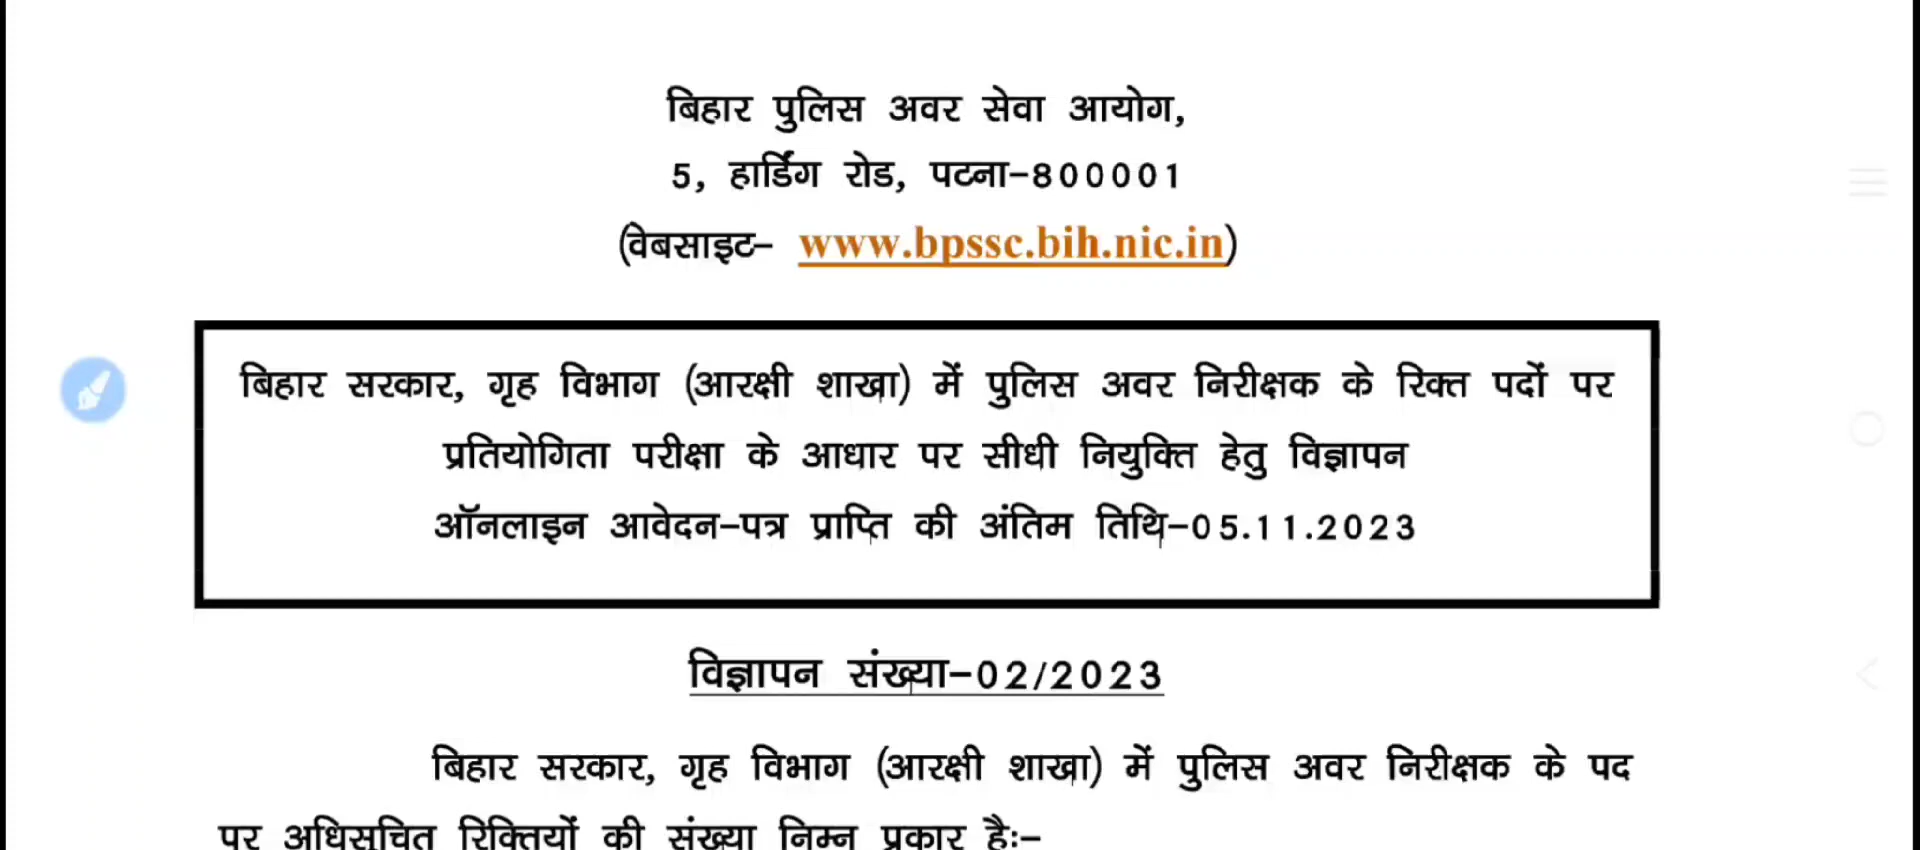 बिहार पुलिस अवर सेवा आयोग,
5, हार्डिंग रोड, पटना-800001
(वेबसाइट- www.bpssc.bih.nic.in)
बिहार सरकार, गृह विभाग (आरक्षी शाखा) में पुलिस अवर निरीक्षक के रिक्त पदों पर
प्रतियोगिता परीक्षा के आधार पर सीधी नियुक्ति हेतु विज्ञापन
ऑनलाइन आवेदन-पत्र प्राप्ति की अंतिम तिथि-05.11.2023
विज्ञापन संख्या-02/2023
बिहार सरकार, गृह विभाग (आरक्षी शाखा) में पुलिस अवर निरीक्षक के पद
पर अधिसूचित रिक्तियों की संख्या निम्न प्रकार है:-